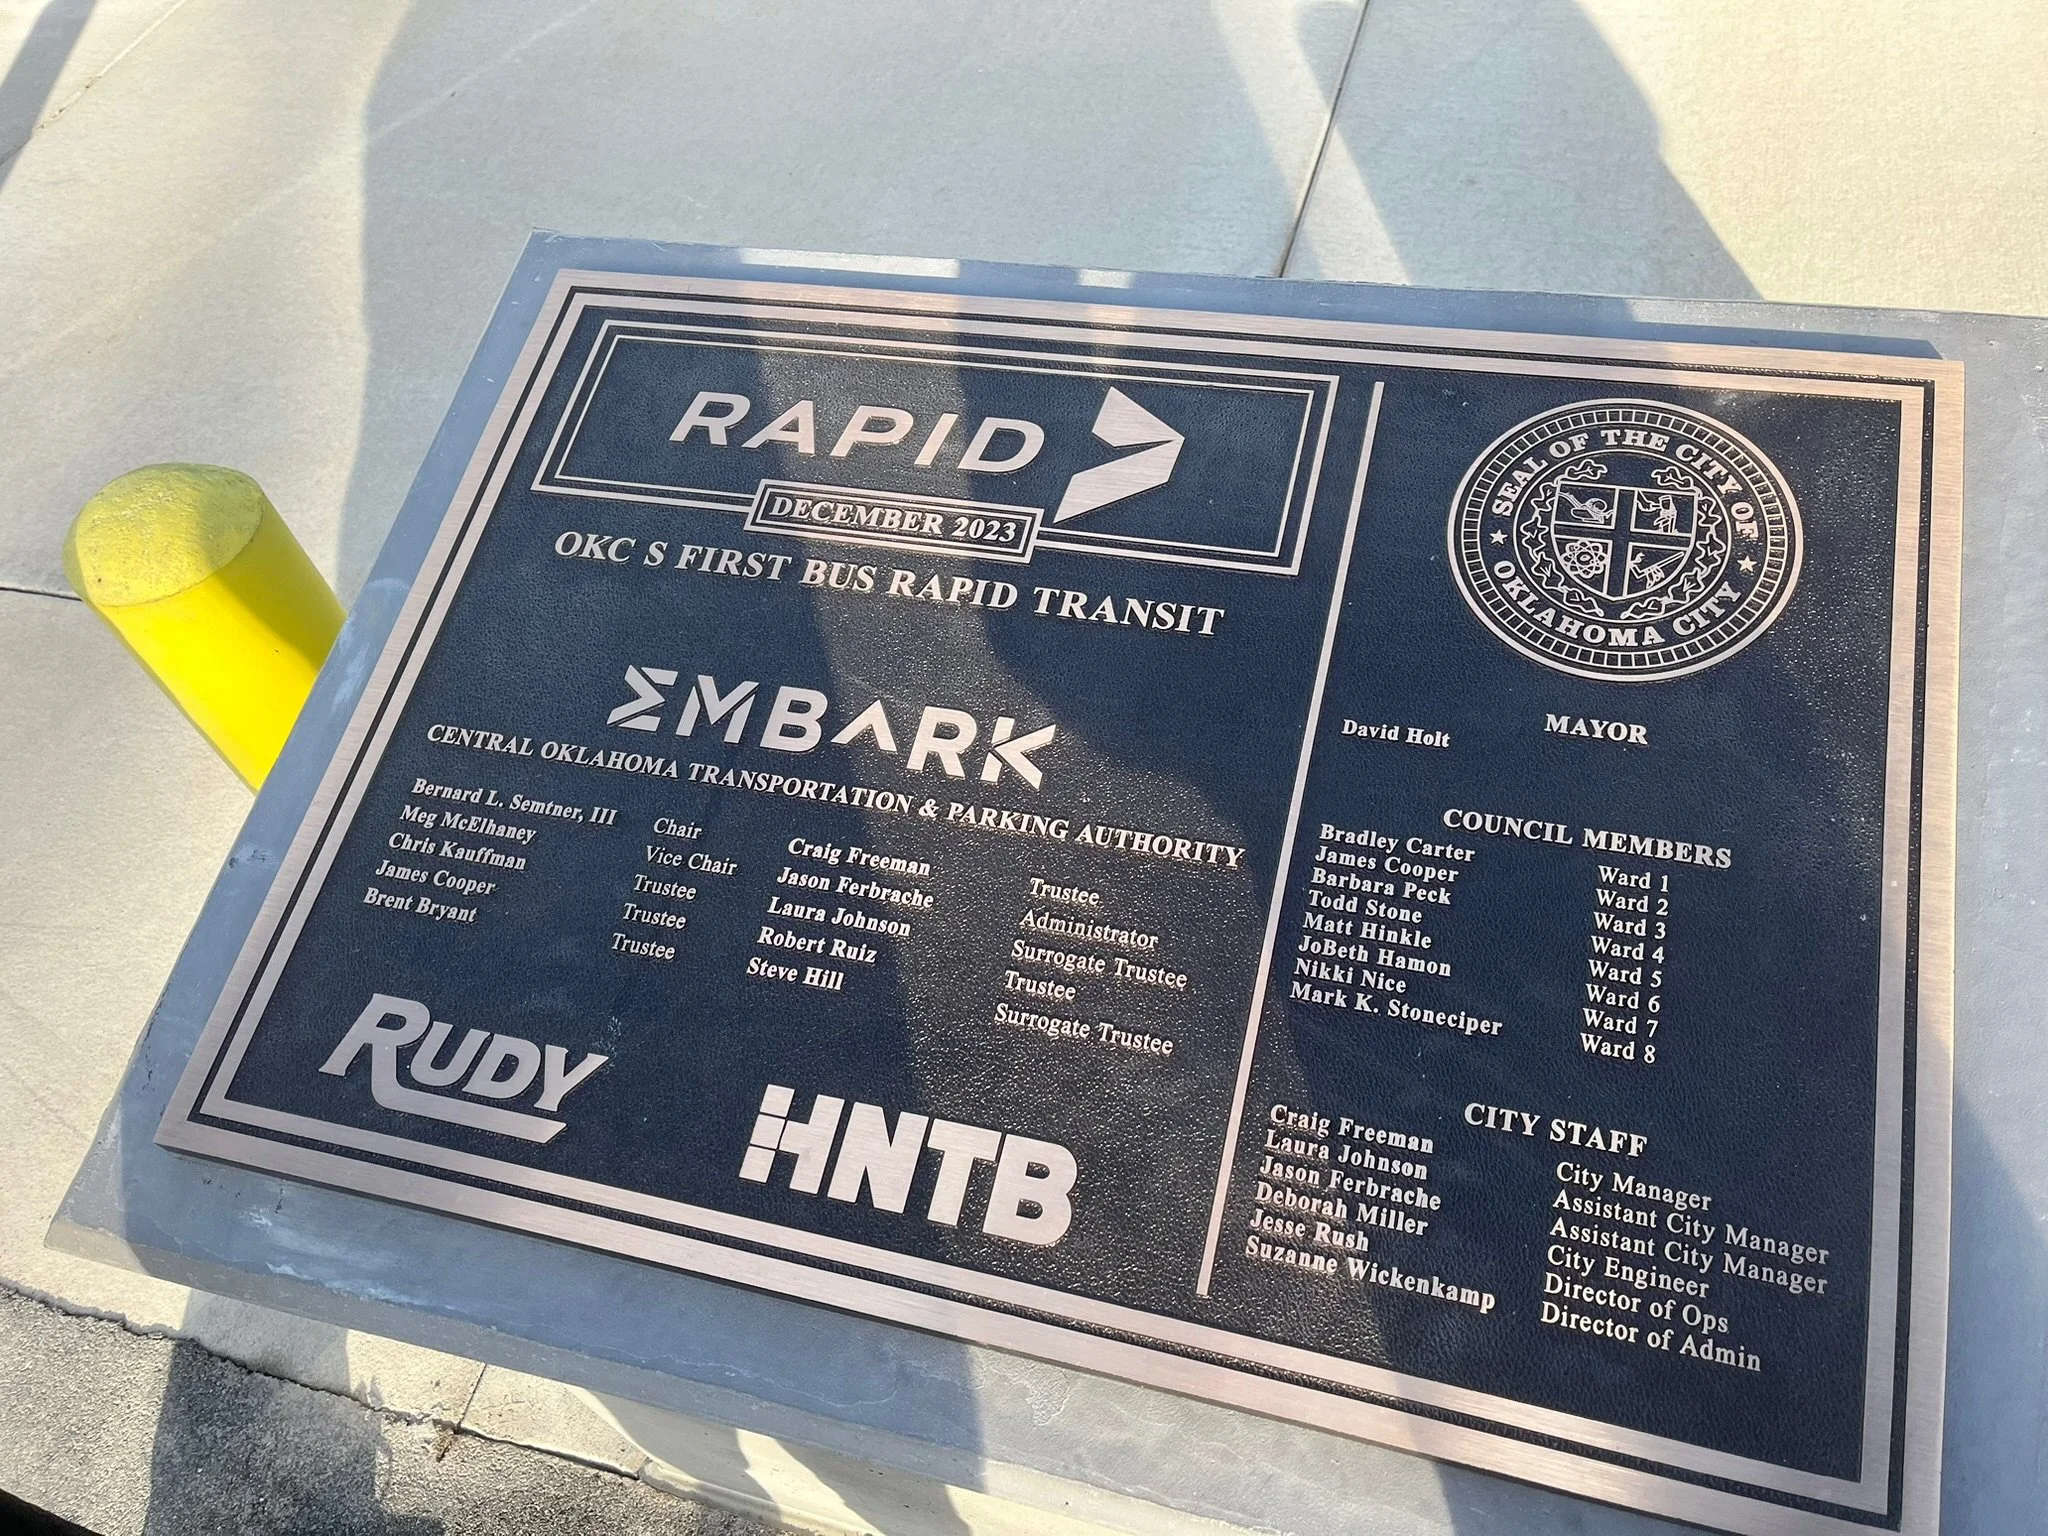 RAPID
DECEMBER 2023
OKC S FIRST BUS RAPID TRANSIT
EMBARK
CENTRAL OKLAHOMA TRANSPORTATION & PARKING AUTHORITY
Bernard L. Semtner, III Chair
Meg McElhaney Vice Chair
Chris Kauffman Trustee
James Cooper Trustee
Brent Bryant Trustee
Craig Freeman Trustee
Jason Ferbrache Administrator
Laura Johnson Surrogate Trustee
Robert Ruiz Trustee
Steve Hill Surrogate Trustee
RUDY
HNTB
SEAL OF THE CITY OF
OKLAHOMA CITY
MAYOR
David Holt
COUNCIL MEMBERS
Bradley Carter Ward 1
James Cooper Ward 2
Barbara Peck Ward 3
Todd Stone Ward 4
Matt Hinkle Ward 5
JoBeth Hamon Ward 6
Nikki Nice Ward 7
Mark K. Stoneciper Ward 8
CITY STAFF
Craig Freeman City Manager
Laura Johnson Assistant City Manager
Jason Ferbrache Assistant City Manager
Deborah Miller City Engineer
Jesse Rush Director of Ops
Suzanne Wickenkamp Director of Admin